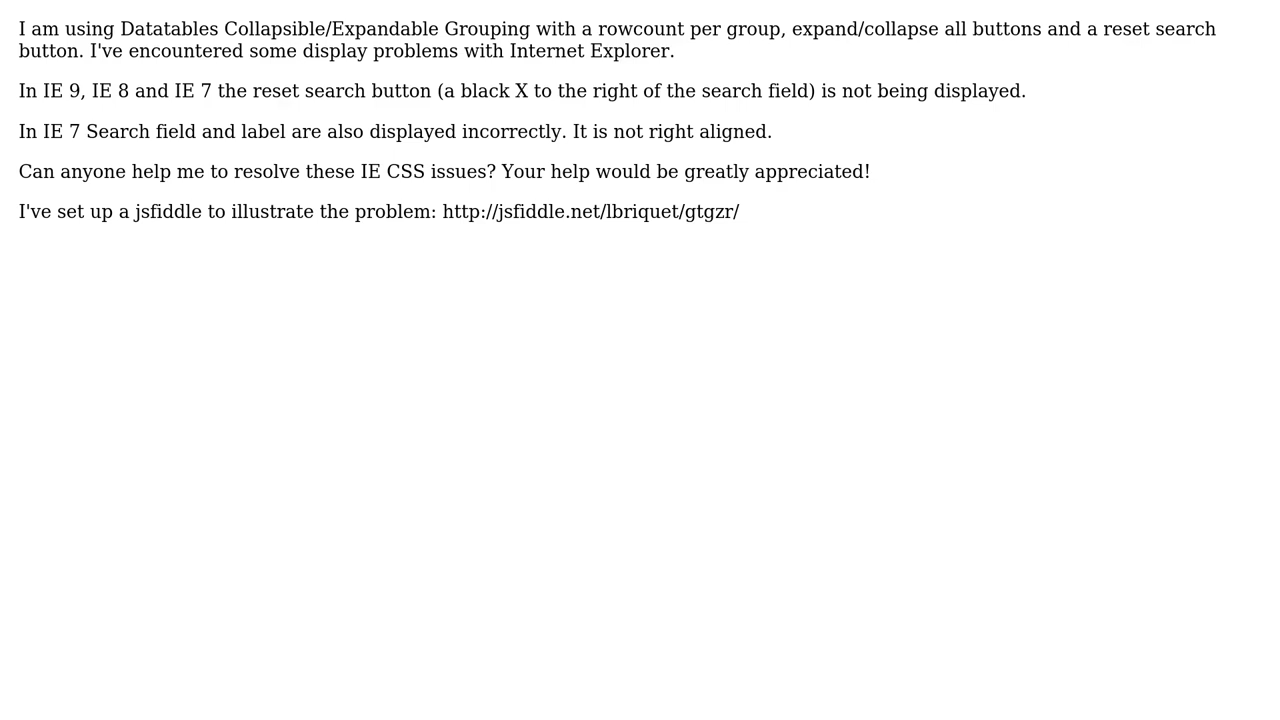 I am using Datatables Collapsible/Expandable Grouping with a rowcount per group, expand/collapse all buttons and a reset search
button. I've encountered some display problems with Internet Explorer.
In IE 9, IE 8 and IE 7 the reset search button (a black X to the right of the search field) is not being displayed.
In IE 7 Search field and label are also displayed incorrectly. It is not right aligned.
Can anyone help me to resolve these IE CSS issues? Your help would be greatly appreciated!
I've set up a jsfiddle to illustrate the problem: http://jsfiddle.net/lbriquet/gtgzr/